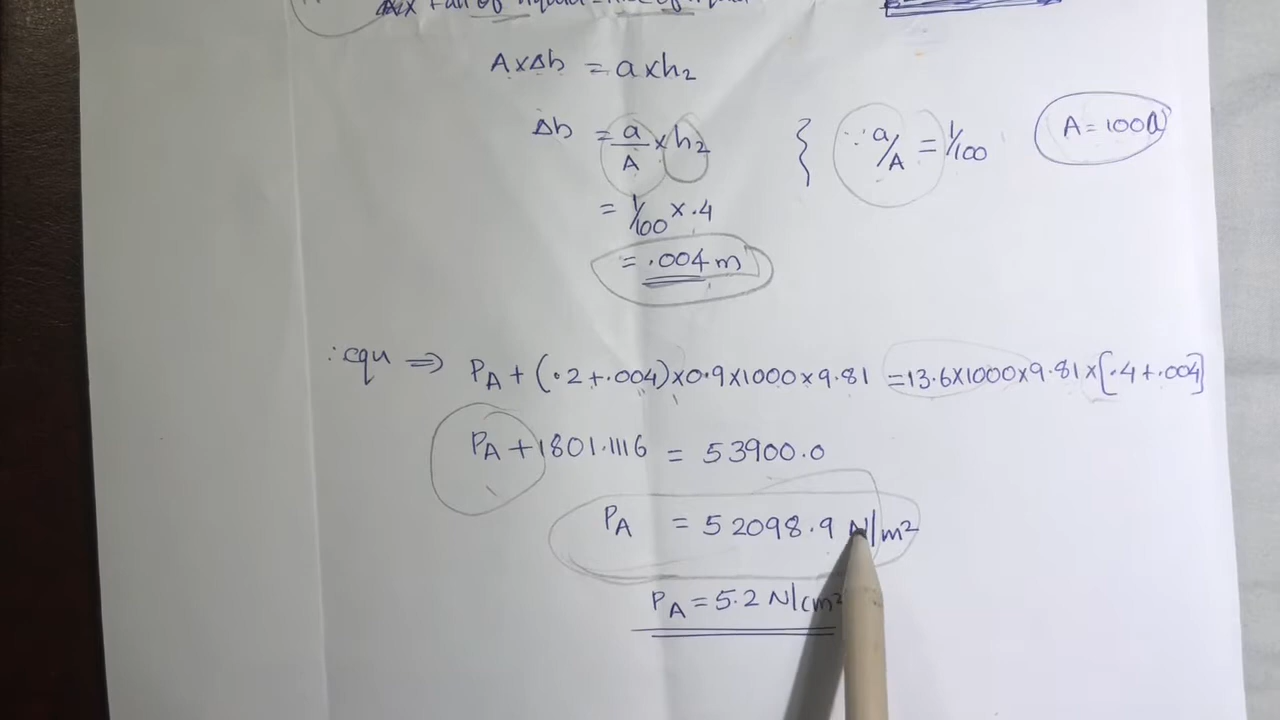 of
A×Δh = a×h₂
Δh = a/A × h₂ } ∵ a/A = 1/100 A = 100a
= 1/100 × .4
= .004 m
∴ equ ⇒ P_A + (.2+.004)×0.9×1000×9.81 = 13.6×1000×9.81×[.4+.004]
P_A + 1801.1116 = 53900.0
P_A = 52098.9 N/m²
P_A = 5.2 N/cm²